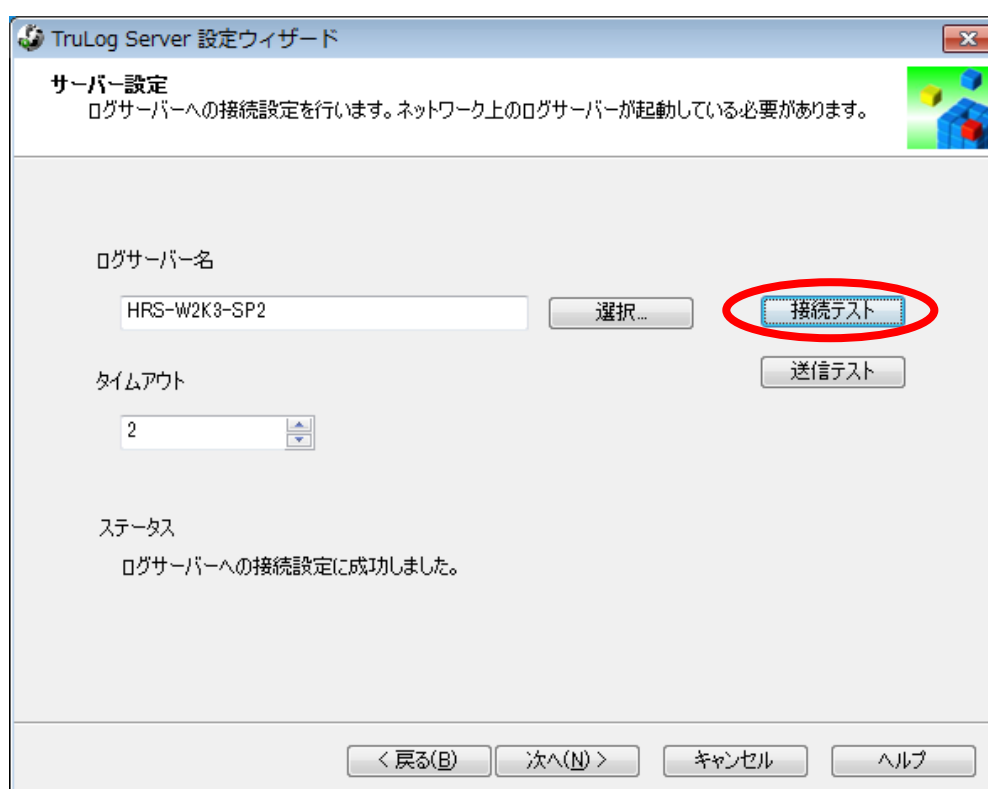 TruLog Server 設定ウィザード
サーバー設定
ログサーバーへの接続設定を行います。ネットワーク上のログサーバーが起動している必要があります。
ログサーバー名
HRS-W2K3-SP2
選択...
接続テスト
タイムアウト
送信テスト
2
ステータス
ログサーバーへの接続設定に成功しました。
< 戻る(B)
次へ(N) >
キャンセル
ヘルプ